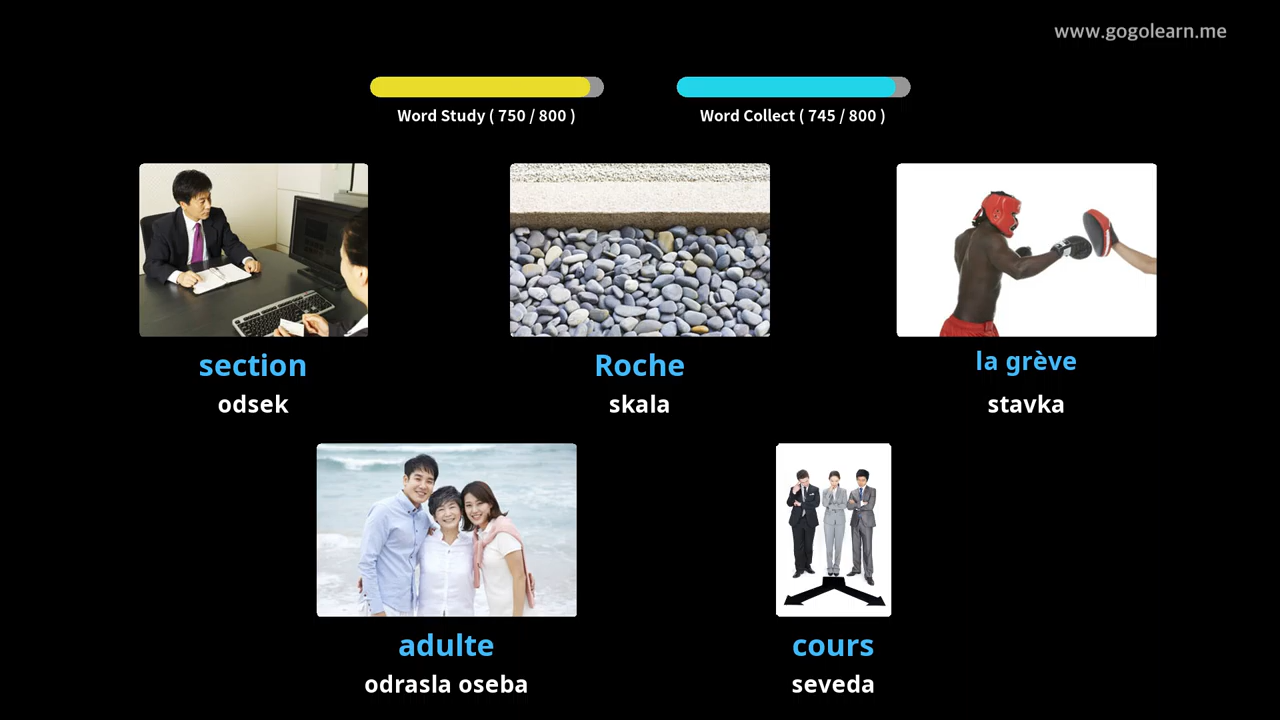 www.gogolearn.me
Word Study ( 750 / 800 )
Word Collect ( 745 / 800 )
section
odsek
Roche
skala
la grève
stavka
adulte
odrasla oseba
cours
seveda